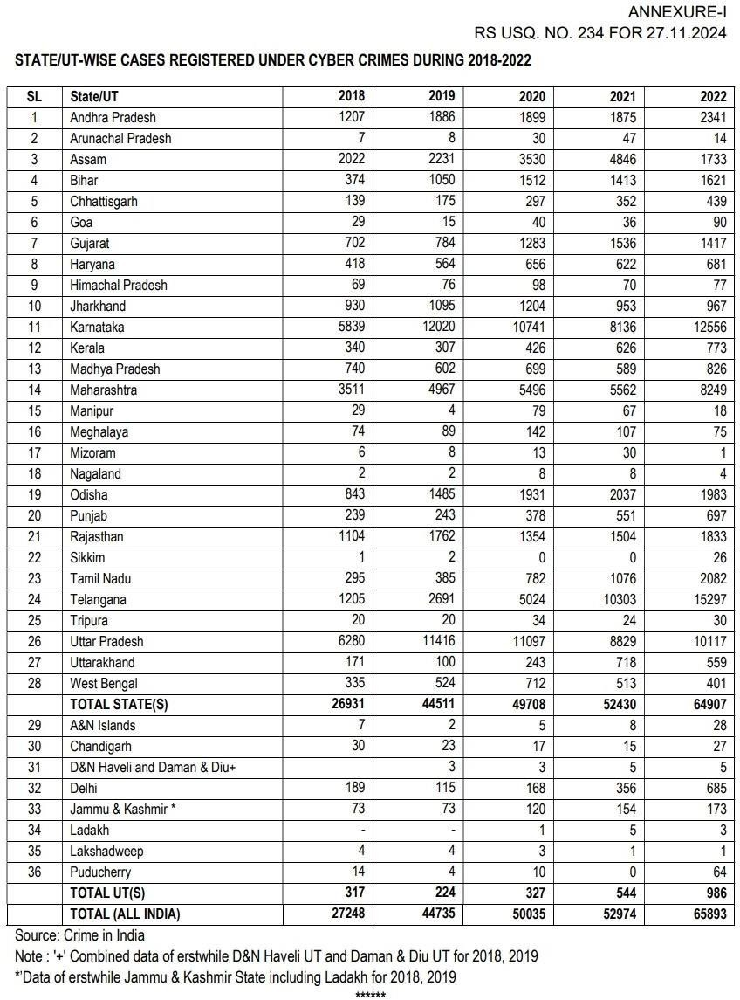 ANNEXURE-I
RS USQ. NO. 234 FOR 27.11.2024
STATE/UT-WISE CASES REGISTERED UNDER CYBER CRIMES DURING 2018-2022
SL State/UT 2018 2019 2020 2021 2022
1 Andhra Pradesh 1207 1886 1899 1875 2341
2 Arunachal Pradesh 7 8 30 47 14
3 Assam 2022 2231 3530 4846 1733
4 Bihar 374 1050 1512 1413 1621
5 Chhattisgarh 139 175 297 352 439
6 Goa 29 15 40 36 90
7 Gujarat 702 784 1283 1536 1417
8 Haryana 418 564 656 622 681
9 Himachal Pradesh 69 76 98 70 77
10 Jharkhand 930 1095 1204 953 967
11 Karnataka 5839 12020 10741 8136 12556
12 Kerala 340 307 426 626 773
13 Madhya Pradesh 740 602 699 589 826
14 Maharashtra 3511 4967 5496 5562 8249
15 Manipur 29 4 79 67 18
16 Meghalaya 74 89 142 107 75
17 Mizoram 6 8 13 30 1
18 Nagaland 2 2 8 8 4
19 Odisha 843 1485 1931 2037 1983
20 Punjab 239 243 378 551 697
21 Rajasthan 1104 1762 1354 1504 1833
22 Sikkim 1 2 0 0 26
23 Tamil Nadu 295 385 782 1076 2082
24 Telangana 1205 2691 5024 10303 15297
25 Tripura 20 20 34 24 30
26 Uttar Pradesh 6280 11416 11097 8829 10117
27 Uttarakhand 171 100 243 718 559
28 West Bengal 335 524 712 513 401
TOTAL STATE(S) 26931 44511 49708 52430 64907
29 A&N Islands 7 2 5 8 28
30 Chandigarh 30 23 17 15 27
31 D&N Haveli and Daman & Diu+ 3 3 5 5
32 Delhi 189 115 168 356 685
33 Jammu & Kashmir * 73 73 120 154 173
34 Ladakh - - 1 5 3
35 Lakshadweep 4 4 3 1 1
36 Puducherry 14 4 10 0 64
TOTAL UT(S) 317 224 327 544 986
TOTAL (ALL INDIA) 27248 44735 50035 52974 65893
Source: Crime in India
Note : '+' Combined data of erstwhile D&N Haveli UT and Daman & Diu UT for 2018, 2019
*'Data of erstwhile Jammu & Kashmir State including Ladakh for 2018, 2019
******